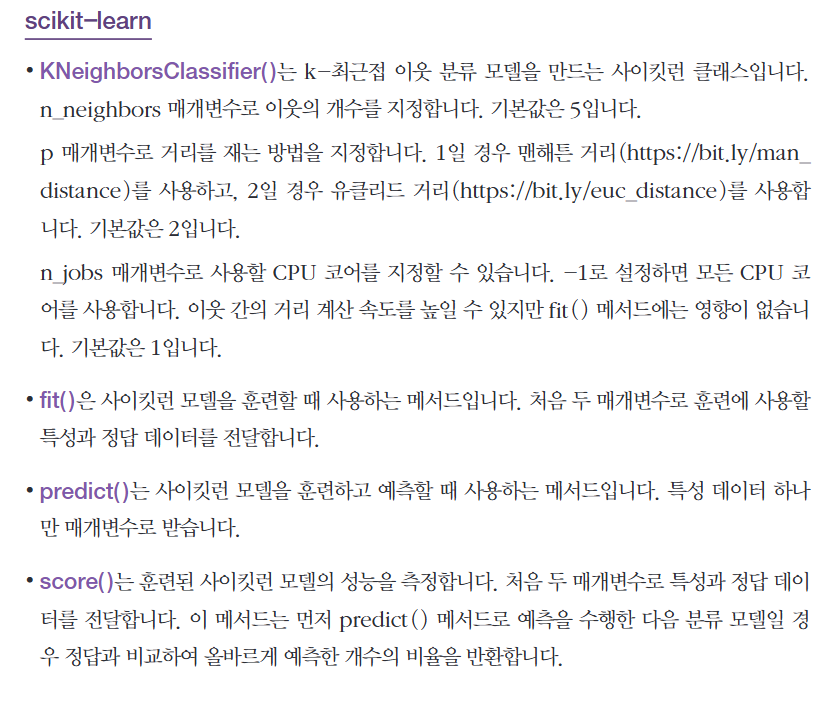 scikit-learn
• KNeighborsClassifier()는 k-최근접 이웃 분류 모델을 만드는 사이킷런 클래스입니다.
n_neighbors 매개변수로 이웃의 개수를 지정합니다. 기본값은 5입니다.
p 매개변수로 거리를 재는 방법을 지정합니다. 1일 경우 맨해튼 거리(https://bit.ly/man_
distance)를 사용하고, 2일 경우 유클리드 거리(https://bit.ly/euc_distance)를 사용합
니다. 기본값은 2입니다.
n_jobs 매개변수로 사용할 CPU 코어를 지정할 수 있습니다. -1로 설정하면 모든 CPU 코
어를 사용합니다. 이웃 간의 거리 계산 속도를 높일 수 있지만 fit() 메서드에는 영향이 없습니
다. 기본값은 1입니다.
• fit()은 사이킷런 모델을 훈련할 때 사용하는 메서드입니다. 처음 두 매개변수로 훈련에 사용할
특성과 정답 데이터를 전달합니다.
• predict()는 사이킷런 모델을 훈련하고 예측할 때 사용하는 메서드입니다. 특성 데이터 하나
만 매개변수로 받습니다.
• score()는 훈련된 사이킷런 모델의 성능을 측정합니다. 처음 두 매개변수로 특성과 정답 데이
터를 전달합니다. 이 메서드는 먼저 predict() 메서드로 예측을 수행한 다음 분류 모델일 경
우 정답과 비교하여 올바르게 예측한 개수의 비율을 반환합니다.